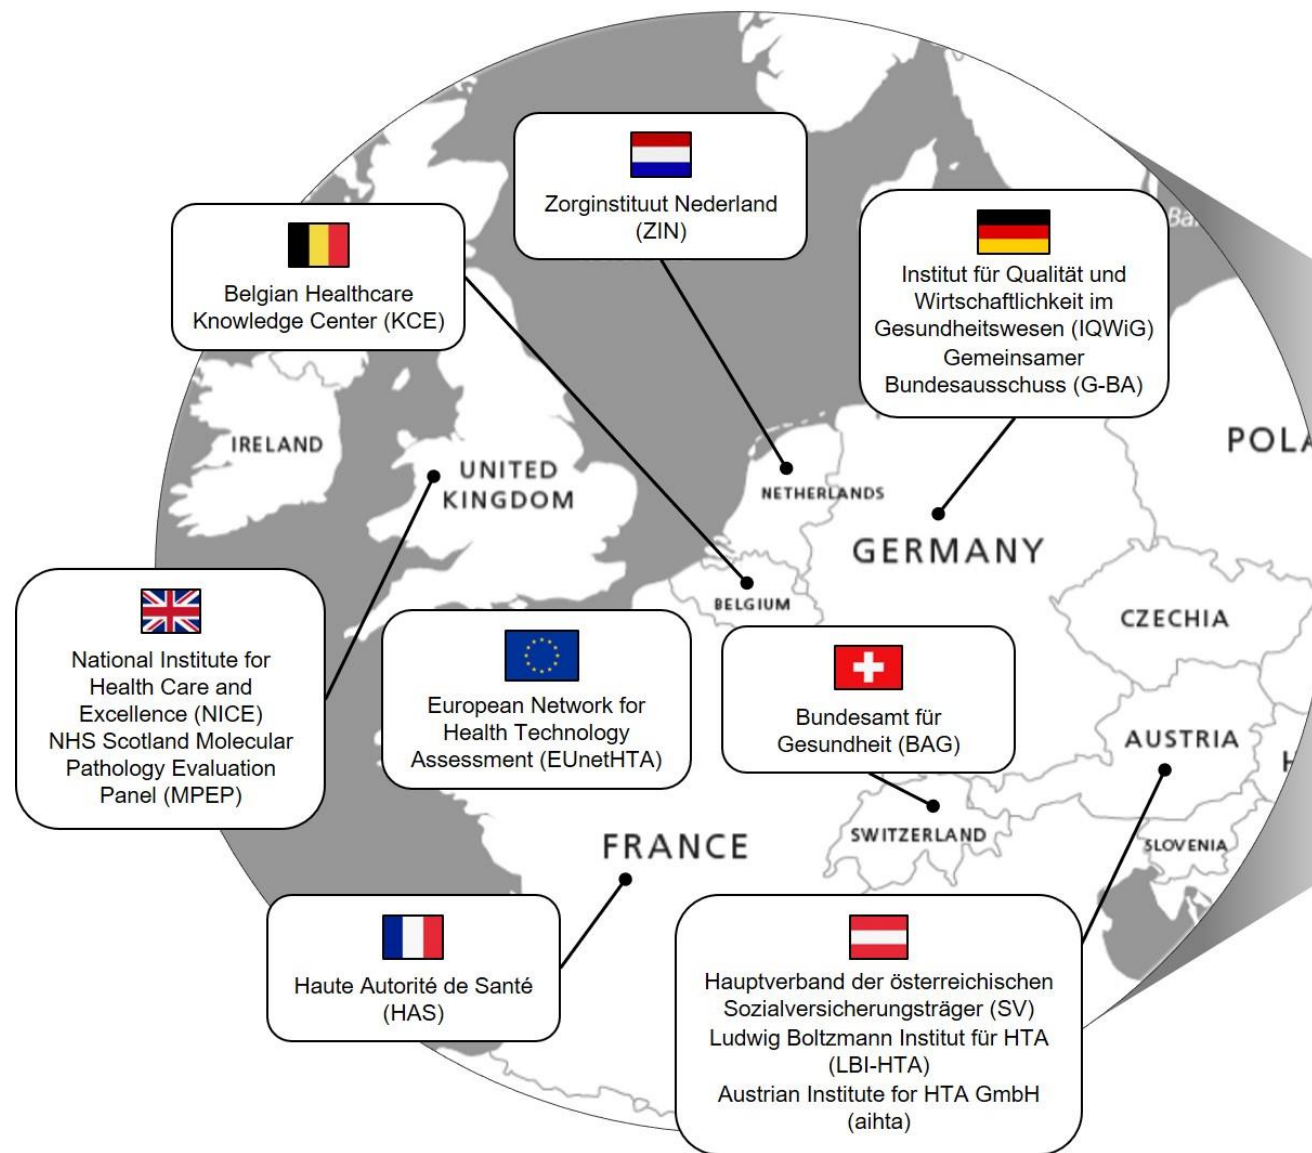 Zorginstituut Nederland
(ZIN)
Belgian Healthcare
Knowledge Center (KCE)
Institut für Qualität und
Wirtschaftlichkeit im
Gesundheitswesen (IQWiG)
Gemeinsamer
Bundesausschuss (G-BA)
IRELAND
UNITED
KINGDOM
NETHERLANDS
GERMANY
BELGIUM
CZECHIA
National Institute for
Health Care and
Excellence (NICE)
NHS Scotland Molecular
Pathology Evaluation
Panel (MPEP)
European Network for
Health Technology
Assessment (EUnetHTA)
Bundesamt für
Gesundheit (BAG)
AUSTRIA
SWITZERLAND
SLOVENIA
FRANCE
Haute Autorité de Santé
(HAS)
Hauptverband der österreichischen
Sozialversicherungsträger (SV)
Ludwig Boltzmann Institut für HTA
(LBI-HTA)
Austrian Institute for HTA GmbH
(aihta)